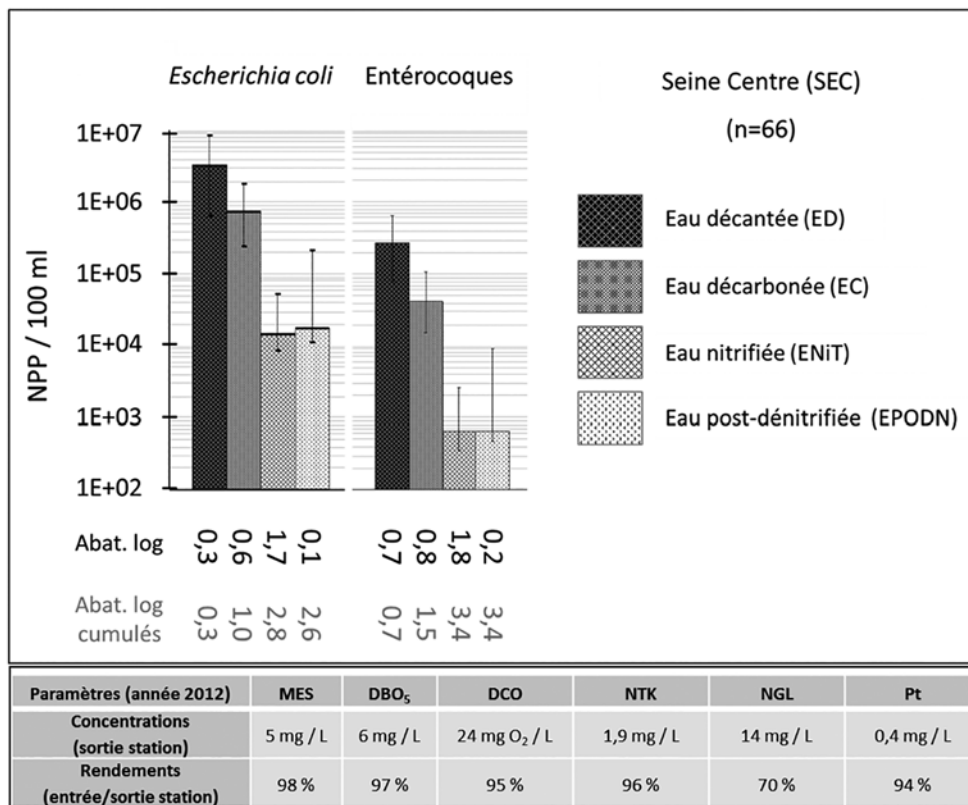 Escherichia coli
Entérocoques
Seine Centre (SEC)
(n=66)
NPP / 100 ml
1E+07
1E+06
1E+05
1E+04
1E+03
1E+02
Eau décantée (ED)
Eau décarbonée (EC)
Eau nitrifiée (ENiT)
Eau post-dénitrifiée (EPODN)
Abat. log 0,3 0,6 1,7 0,1 0,7 0,8 1,8 0,2
Abat. log
cumulés 0,3 1,0 2,8 2,6 0,7 1,5 3,4 3,4
Paramètres (année 2012) MES DBO₅ DCO NTK NGL Pt
Concentrations
(sortie station) 5 mg / L 6 mg / L 24 mg O₂ / L 1,9 mg / L 14 mg / L 0,4 mg / L
Rendements
(entrée/sortie station) 98 % 97 % 95 % 96 % 70 % 94 %